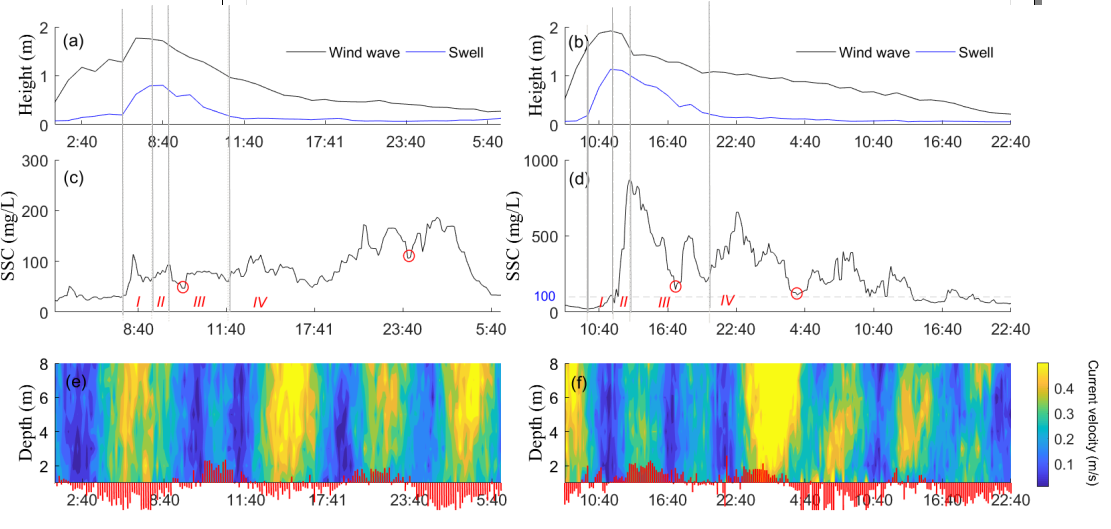 (a)
Wind wave
Swell
Height (m)
2
1
0
2:40
8:40
11:40
17:41
23:40
5:40
(b)
Wind wave
Swell
Height (m)
2
1
0
10:40
16:40
22:40
4:40
10:40
16:40
22:40
(c)
SSC (mg/L)
300
200
100
0
I
II
III
IV
8:40
11:40
17:41
23:40
5:40
(d)
SSC (mg/L)
1000
500
100
0
I
II
III
IV
10:40
16:40
22:40
4:40
10:40
16:40
22:40
(e)
Depth (m)
8
6
4
2
2:40
8:40
11:40
17:41
23:40
5:40
(f)
Depth (m)
8
6
4
2
10:40
16:40
22:40
4:40
10:40
16:40
22:40
0.4
0.3
0.2
0.1
Current velocity (m/s)